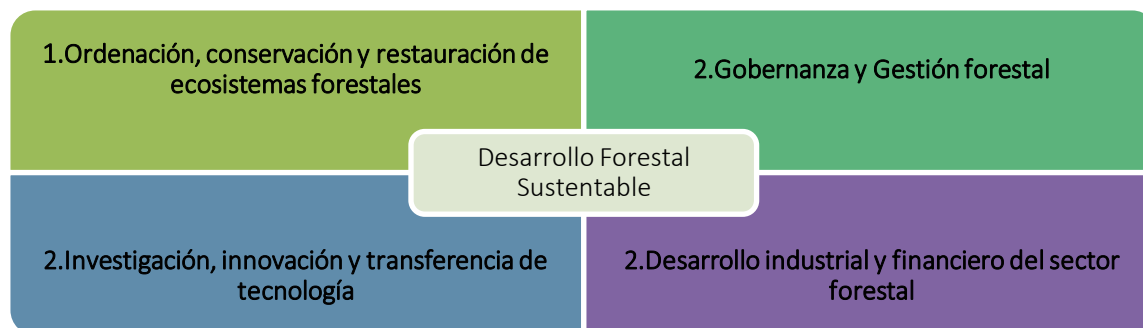 1.Ordenación, conservación y restauración de
ecosistemas forestales
2.Gobernanza y Gestión forestal
Desarrollo Forestal
Sustentable
2.Investigación, innovación y transferencia de
tecnología
2.Desarrollo industrial y financiero del sector
forestal